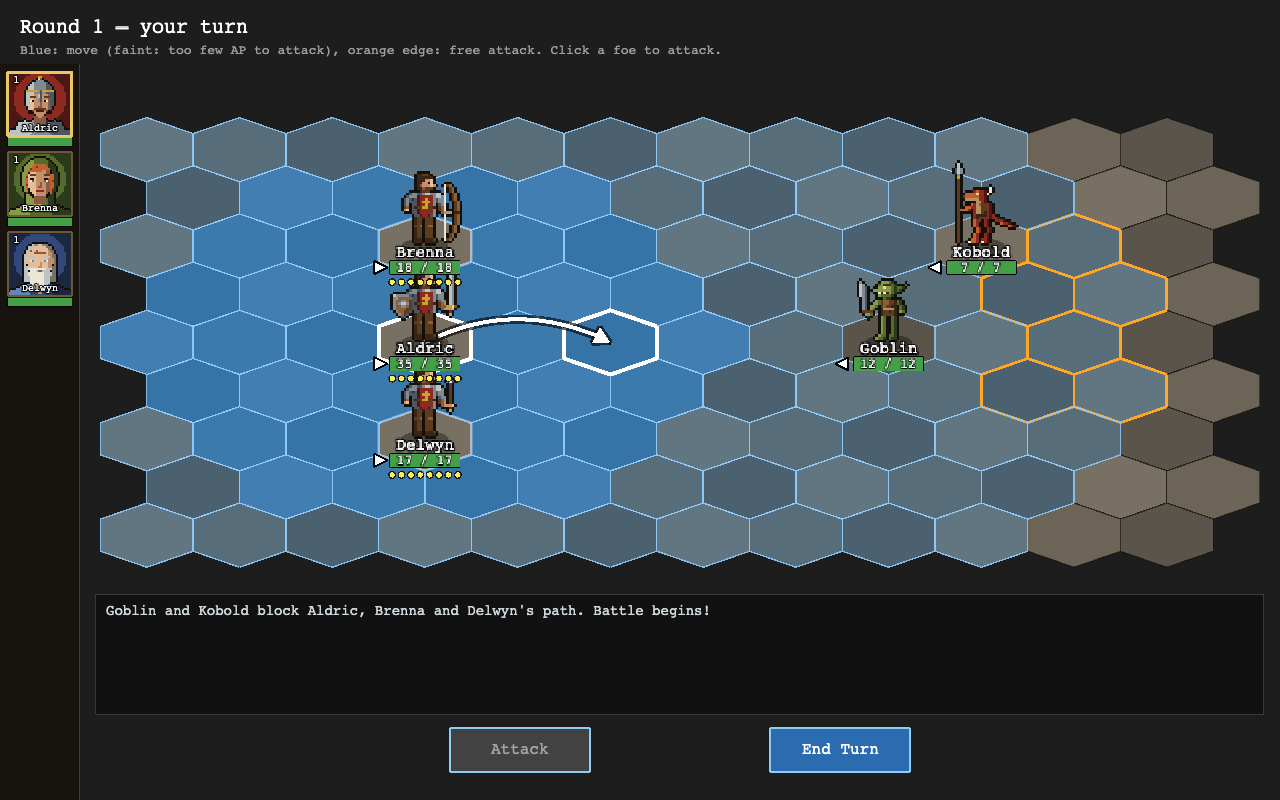 Round 1 — your turn
Blue: move (faint: too few AP to attack), orange edge: free attack. Click a foe to attack.
1
Aldric
1
Brenna
1
Delwyn
Brenna
18 / 18
Kobold
7 / 7
Aldric
35 / 35
Goblin
12 / 12
Delwyn
17 / 17
Goblin and Kobold block Aldric, Brenna and Delwyn's path. Battle begins!
Attack
End Turn